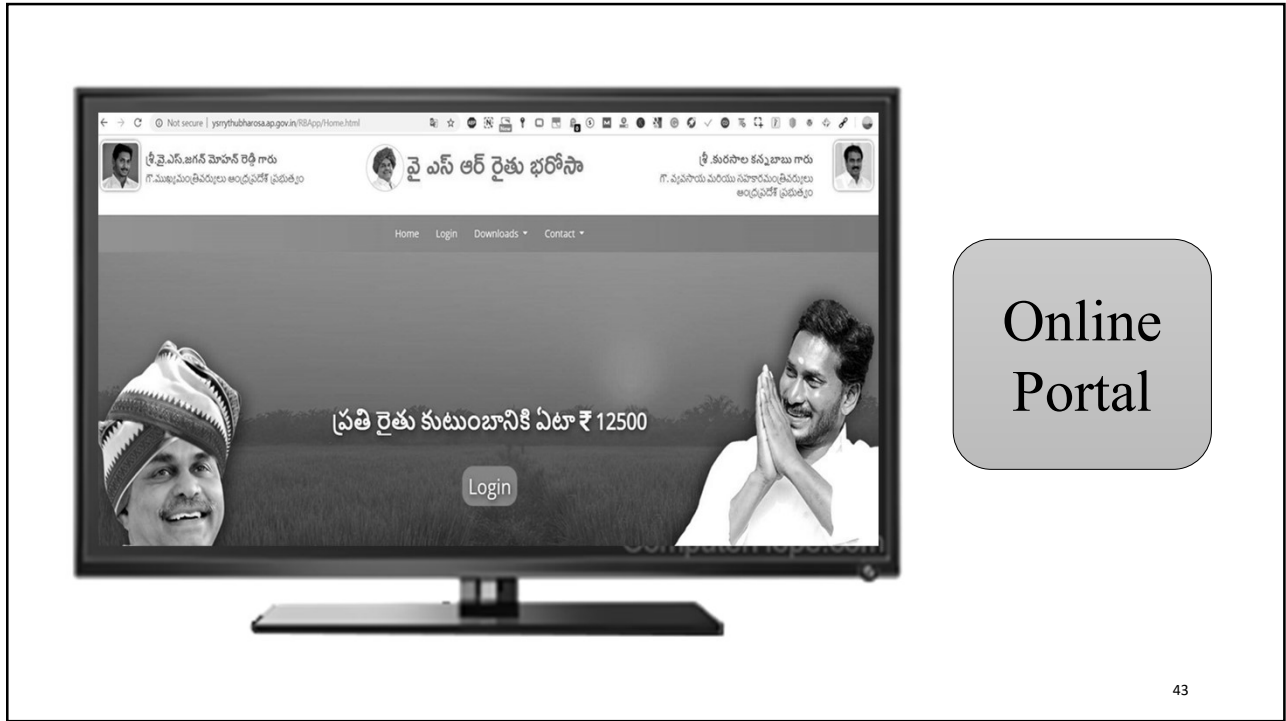 Not secure | ysrrythubharosa.ap.gov.in/RBApp/Home.html
శ్రీ.వై.ఎస్.జగన్ మోహన్ రెడ్డి గారు
గౌ.ముఖ్యమంత్రివర్యులు ఆంధ్రప్రదేశ్ ప్రభుత్వం
వై ఎస్ ఆర్ రైతు భరోసా
శ్రీ .కురసాల కన్నబాబు గారు
గౌ. వ్యవసాయ మరియు సహకారమంత్రివర్యులు
ఆంధ్రప్రదేశ్ ప్రభుత్వం
Home Login Downloads Contact
ప్రతి రైతు కుటుంబానికి ఏటా ₹ 12500
Login
Online
Portal
43